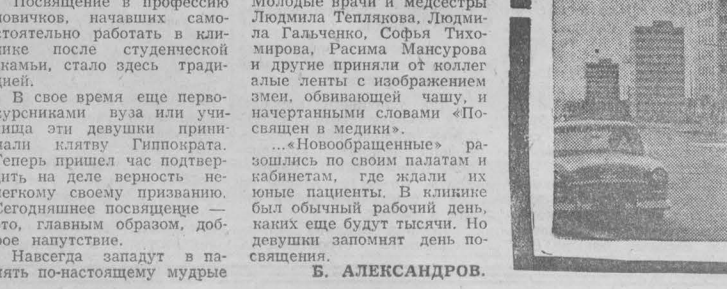 Посвящение в профессию
новичков, начавших само-
стоятельно работать в кли-
нике после студенческой
скамьи, стало здесь тради-
цией.
В свое время еще перво-
курсниками вуза или учи-
лища эти девушки прини-
мали клятву Гиппократа.
Теперь пришел час подтвер-
дить на деле верность не-
легкому своему призванию.
Сегодняшнее посвящение —
это, главным образом, доб-
рое напутствие.
Навсегда западут в па-
мять по-настоящему мудрые
Молодые врачи и медсестры
Людмила Теплякова, Людми-
ла Гальченко, Софья Тихо-
мирова, Расима Мансурова
и другие приняли от коллег
алые ленты с изображением
змеи, обвивающей чашу, и
начертанными словами «По-
священ в медики».
...«Новообращенные» ра-
зошлись по своим палатам и
кабинетам, где ждали их
юные пациенты. В клинике
был обычный рабочий день,
каких еще будут тысячи. Но
девушки запомнят день по-
священия.
Б. АЛЕКСАНДРОВ.